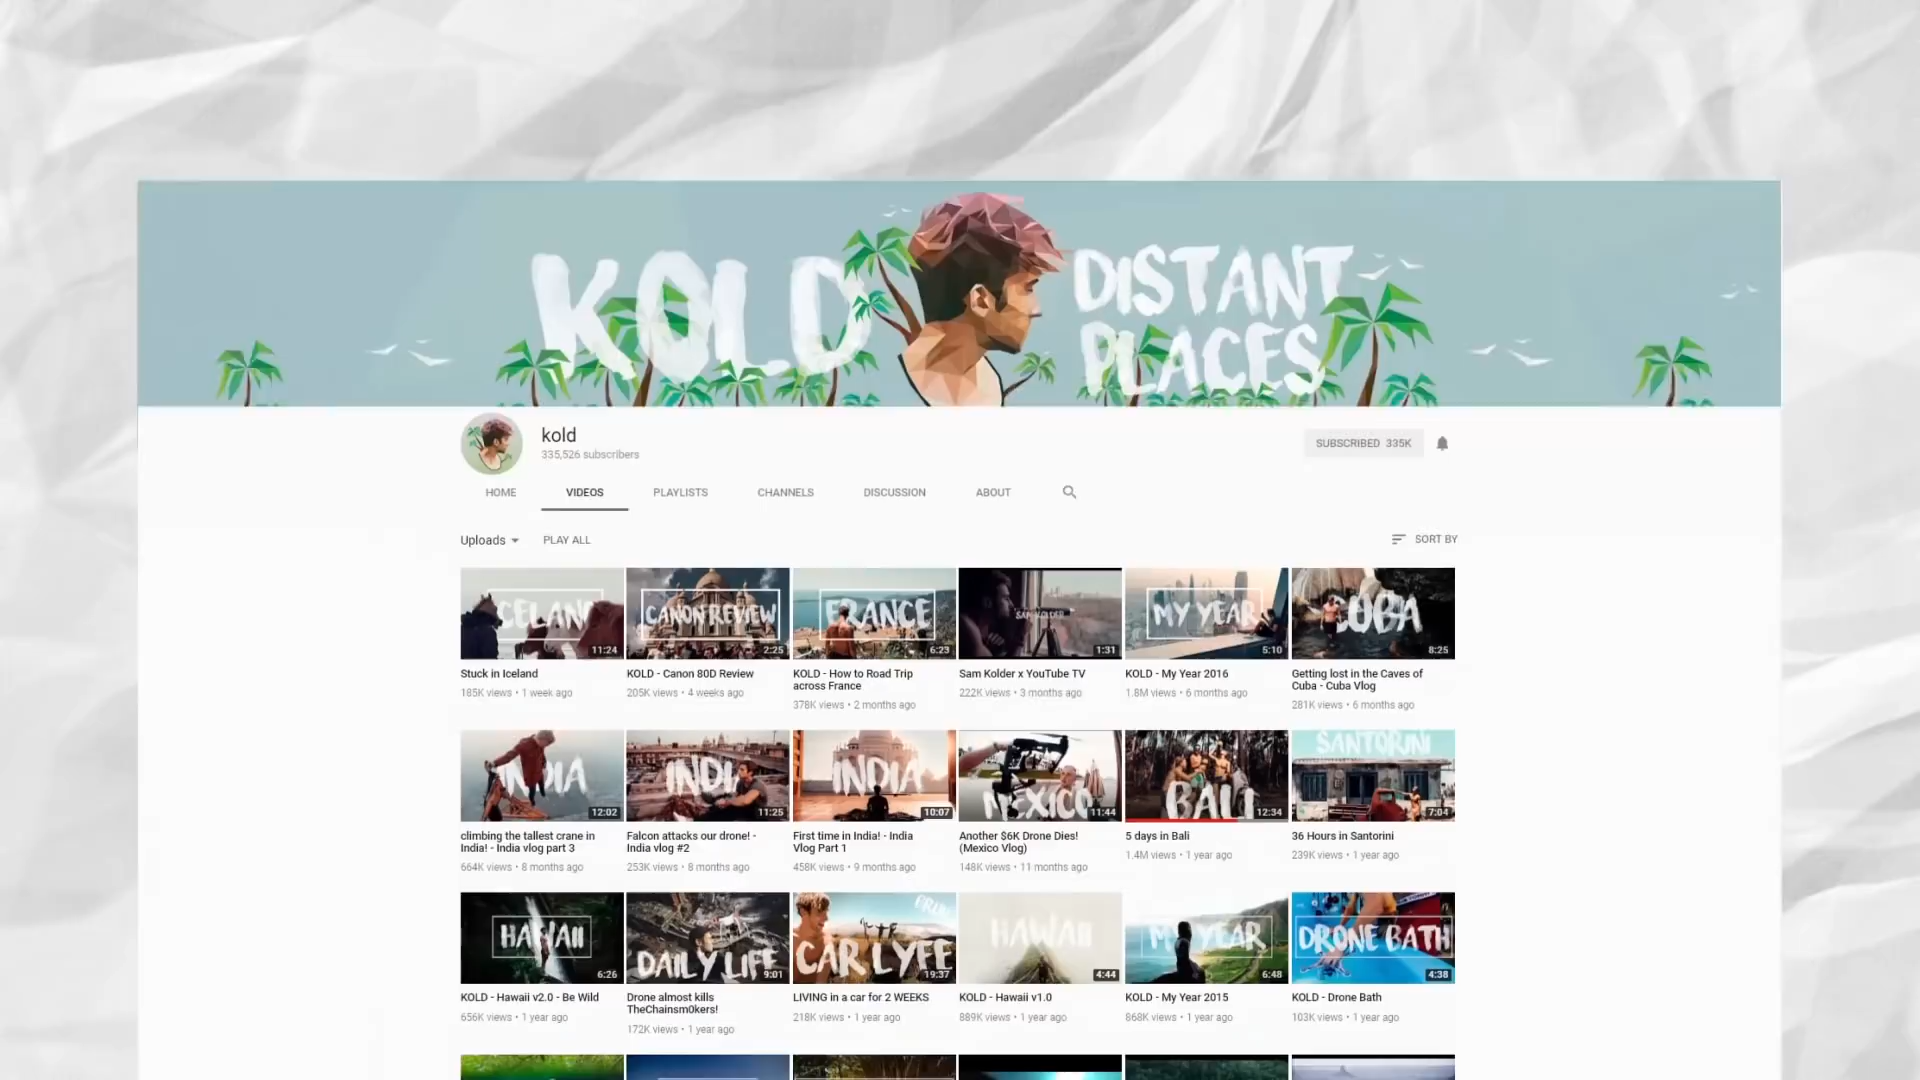 KOLD
DISTANT
PLACES
kold
335,526 subscribers
SUBSCRIBED 335K
HOME
VIDEOS
PLAYLISTS
CHANNELS
DISCUSSION
ABOUT
Uploads
PLAY ALL
SORT BY
CELAND
11:24
CANON REVIEW
2:25
FRANCE
6:23
SAM KOLDER
1:31
MY YEAR
5:10
CUBA
8:25
Stuck in Iceland
185K views • 1 week ago
KOLD - Canon 80D Review
205K views • 4 weeks ago
KOLD - How to Road Trip
across France
378K views • 2 months ago
Sam Kolder x YouTube TV
222K views • 3 months ago
KOLD - My Year 2016
1.8M views • 6 months ago
Getting lost in the Caves of
Cuba - Cuba Vlog
281K views • 6 months ago
INDIA
12:02
INDI
11:25
INDIA
10:07
MEXICO
11:44
BALI
12:34
SANTORINI
7:04
climbing the tallest crane in
India! - India vlog part 3
664K views • 8 months ago
Falcon attacks our drone! -
India vlog #2
253K views • 8 months ago
First time in India! - India
Vlog Part 1
458K views • 9 months ago
Another $6K Drone Dies!
(Mexico Vlog)
148K views • 11 months ago
5 days in Bali
1.4M views • 1 year ago
36 Hours in Santorini
239K views • 1 year ago
HAWAII
6:26
DAILY LIFE
9:01
CAR LYFE
19:37
HAWAII
4:44
MY YEAR
6:48
DRONE BATH
4:38
KOLD - Hawaii v2.0 - Be Wild
656K views • 1 year ago
Drone almost kills
TheChainsm0kers!
172K views • 1 year ago
LIVING in a car for 2 WEEKS
218K views • 1 year ago
KOLD - Hawaii v1.0
889K views • 1 year ago
KOLD - My Year 2015
868K views • 1 year ago
KOLD - Drone Bath
103K views • 1 year ago